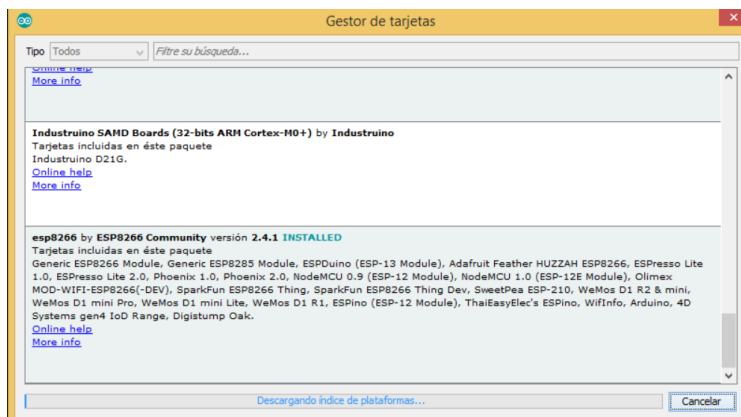 Gestor de tarjetas
Tipo Todos Filtre su búsqueda...
Online help
More info
Industruino SAMD Boards (32-bits ARM Cortex-M0+) by Industruino
Tarjetas incluidas en éste paquete
Industruino D21G.
Online help
More info
esp8266 by ESP8266 Community versión 2.4.1 INSTALLED
Tarjetas incluidas en éste paquete
Generic ESP8266 Module, Generic ESP8285 Module, ESPDuino (ESP-13 Module), Adafruit Feather HUZZAH ESP8266, ESPresso Lite
1.0, ESPresso Lite 2.0, Phoenix 1.0, Phoenix 2.0, NodeMCU 0.9 (ESP-12 Module), NodeMCU 1.0 (ESP-12E Module), Olimex
MOD-WIFI-ESP8266(-DEV), SparkFun ESP8266 Thing, SparkFun ESP8266 Thing Dev, SweetPea ESP-210, WeMos D1 R2 & mini,
WeMos D1 mini Pro, WeMos D1 mini Lite, WeMos D1 R1, ESPino (ESP-12 Module), ThaiEasyElec's ESPino, WifInfo, Arduino, 4D
Systems gen4 IoD Range, Digistump Oak.
Online help
More info
Descargando índice de plataformas...
Cancelar